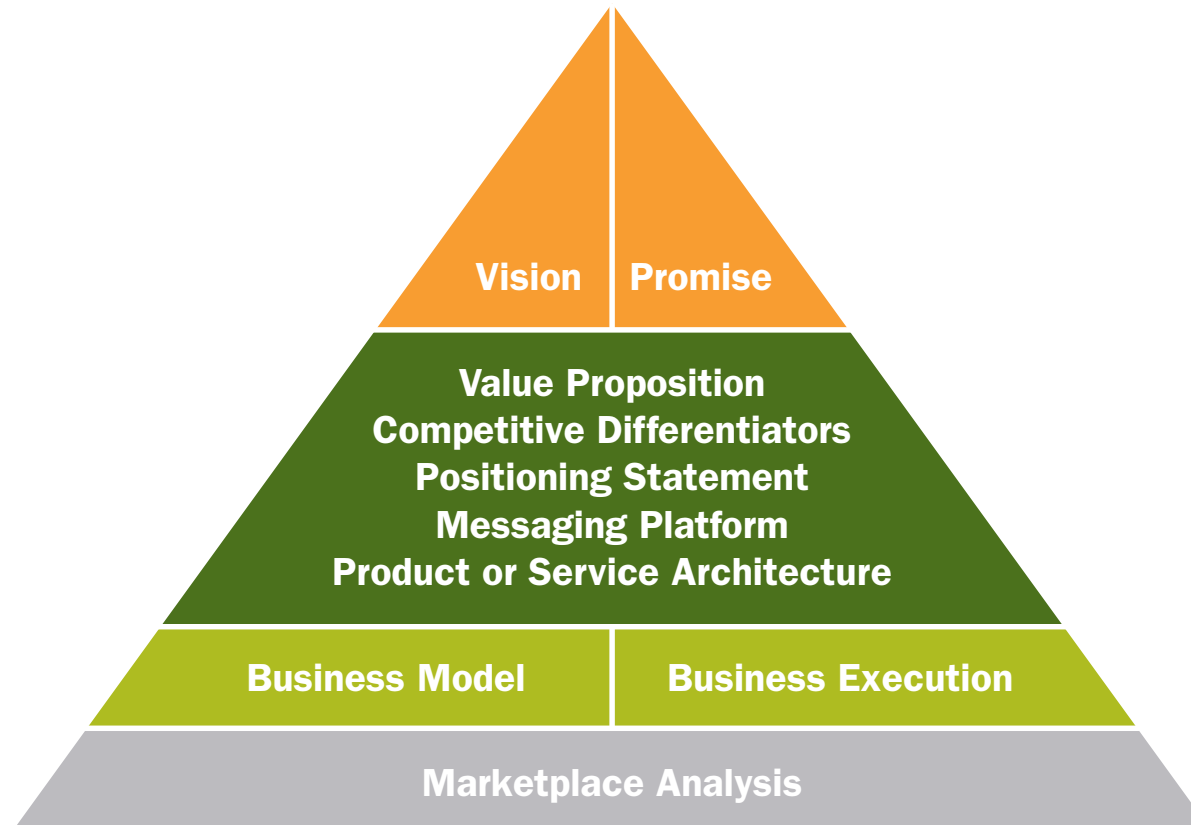 Vision
Promise
Value Proposition
Competitive Differentiators
Positioning Statement
Messaging Platform
Product or Service Architecture
Business Model
Business Execution
Marketplace Analysis